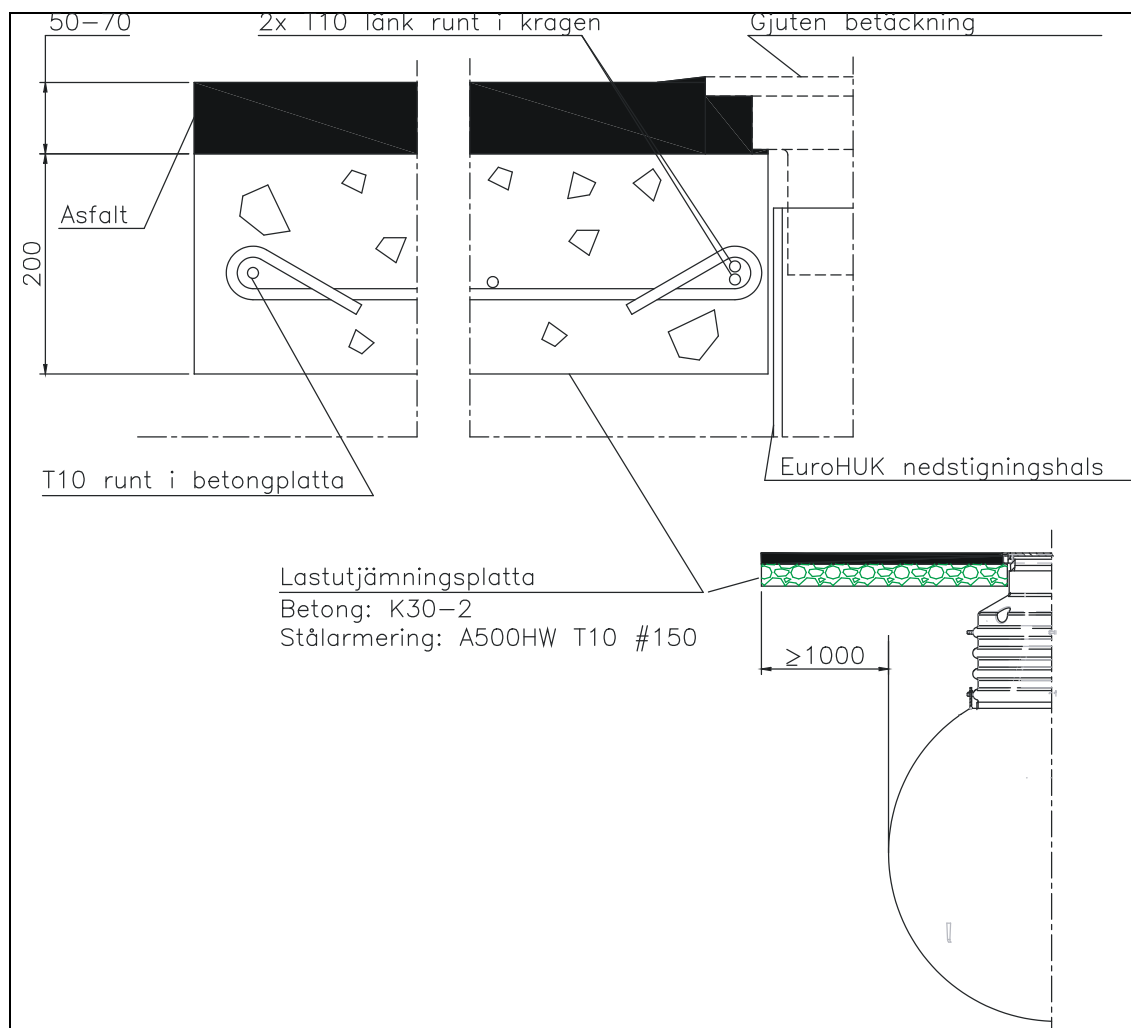 50-70
2x T10 länk runt i kragen
Gjuten betäckning
Asfalt
200
T10 runt i betongplatta
EuroHUK nedstigningshals
Lastutjämningsplatta
Betong: K30-2
Stålarmering: A500HW T10 #150
≥1000